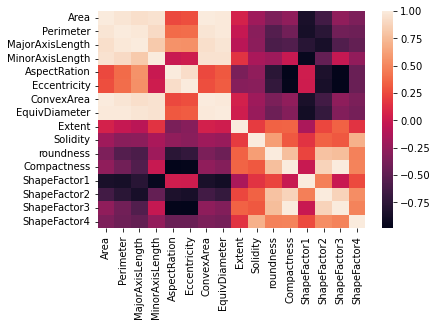 Area
Perimeter
MajorAxisLength
MinorAxisLength
AspectRation
Eccentricity
ConvexArea
EquivDiameter
Extent
Solidity
roundness
Compactness
ShapeFactor1
ShapeFactor2
ShapeFactor3
ShapeFactor4
Area
Perimeter
MajorAxisLength
MinorAxisLength
AspectRation
Eccentricity
ConvexArea
EquivDiameter
Extent
Solidity
roundness
Compactness
ShapeFactor1
ShapeFactor2
ShapeFactor3
ShapeFactor4
1.00
0.75
0.50
0.25
0.00
−0.25
−0.50
−0.75